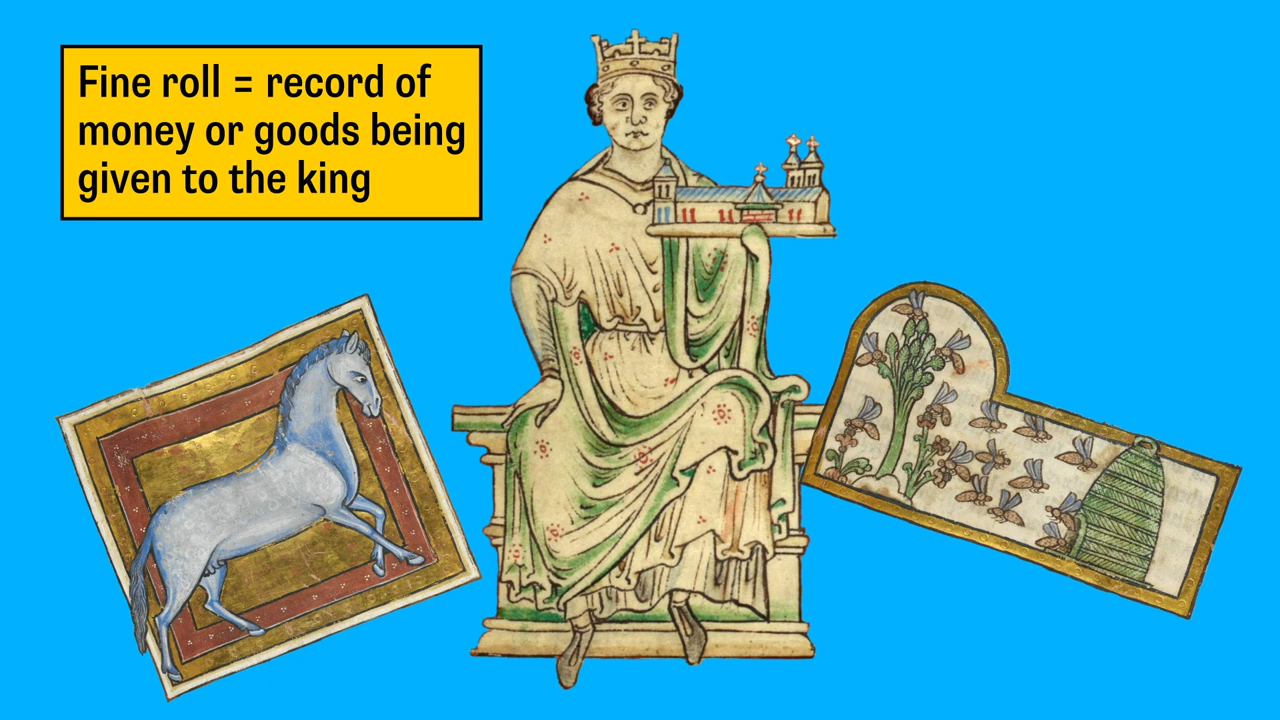 Fine roll = record of
money or goods being
given to the king